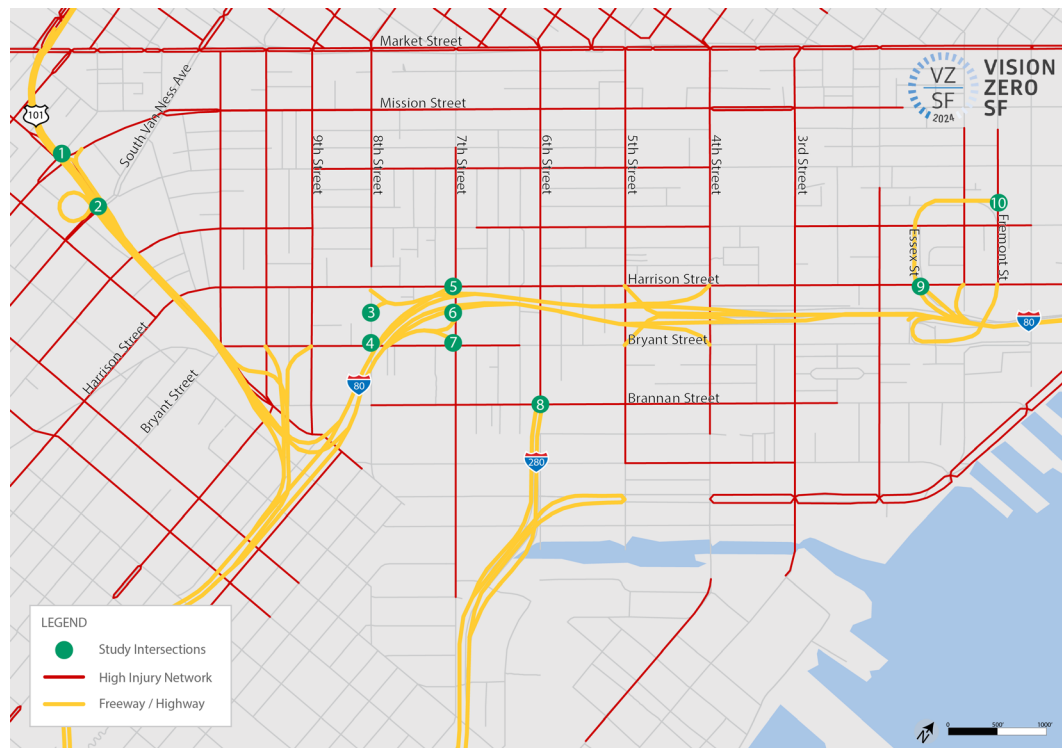 Market Street
VZ
SF
2024
VISION
ZERO
SF
South Van Ness Ave
Mission Street
101
9th Street
8th Street
7th Street
6th Street
5th Street
4th Street
3rd Street
1
2
10
Essex St
Fremont St
Harrison Street
5
9
3
6
80
4
7
Bryant Street
Harrison Street
80
Bryant Street
8
Brannan Street
280
LEGEND
Study Intersections
High Injury Network
Freeway / Highway
N
0
500'
1000'